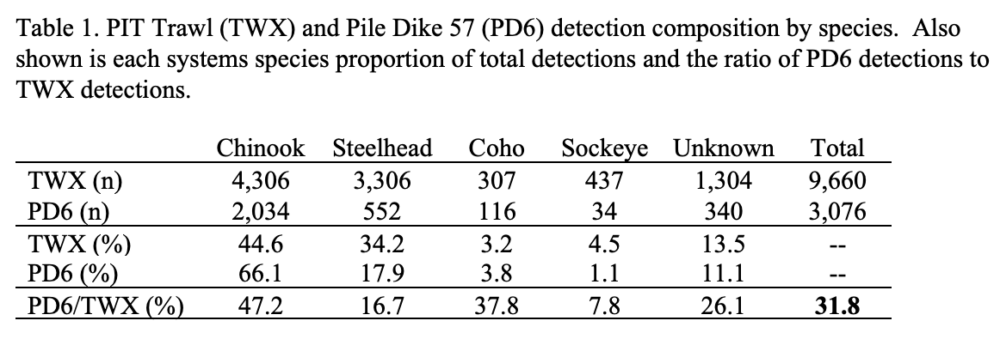 Table 1. PIT Trawl (TWX) and Pile Dike 57 (PD6) detection composition by species. Also
shown is each systems species proportion of total detections and the ratio of PD6 detections to
TWX detections.
Chinook Steelhead Coho Sockeye Unknown Total
TWX (n) 4,306 3,306 307 437 1,304 9,660
PD6 (n) 2,034 552 116 34 340 3,076
TWX (%) 44.6 34.2 3.2 4.5 13.5 --
PD6 (%) 66.1 17.9 3.8 1.1 11.1 --
PD6/TWX (%) 47.2 16.7 37.8 7.8 26.1 31.8